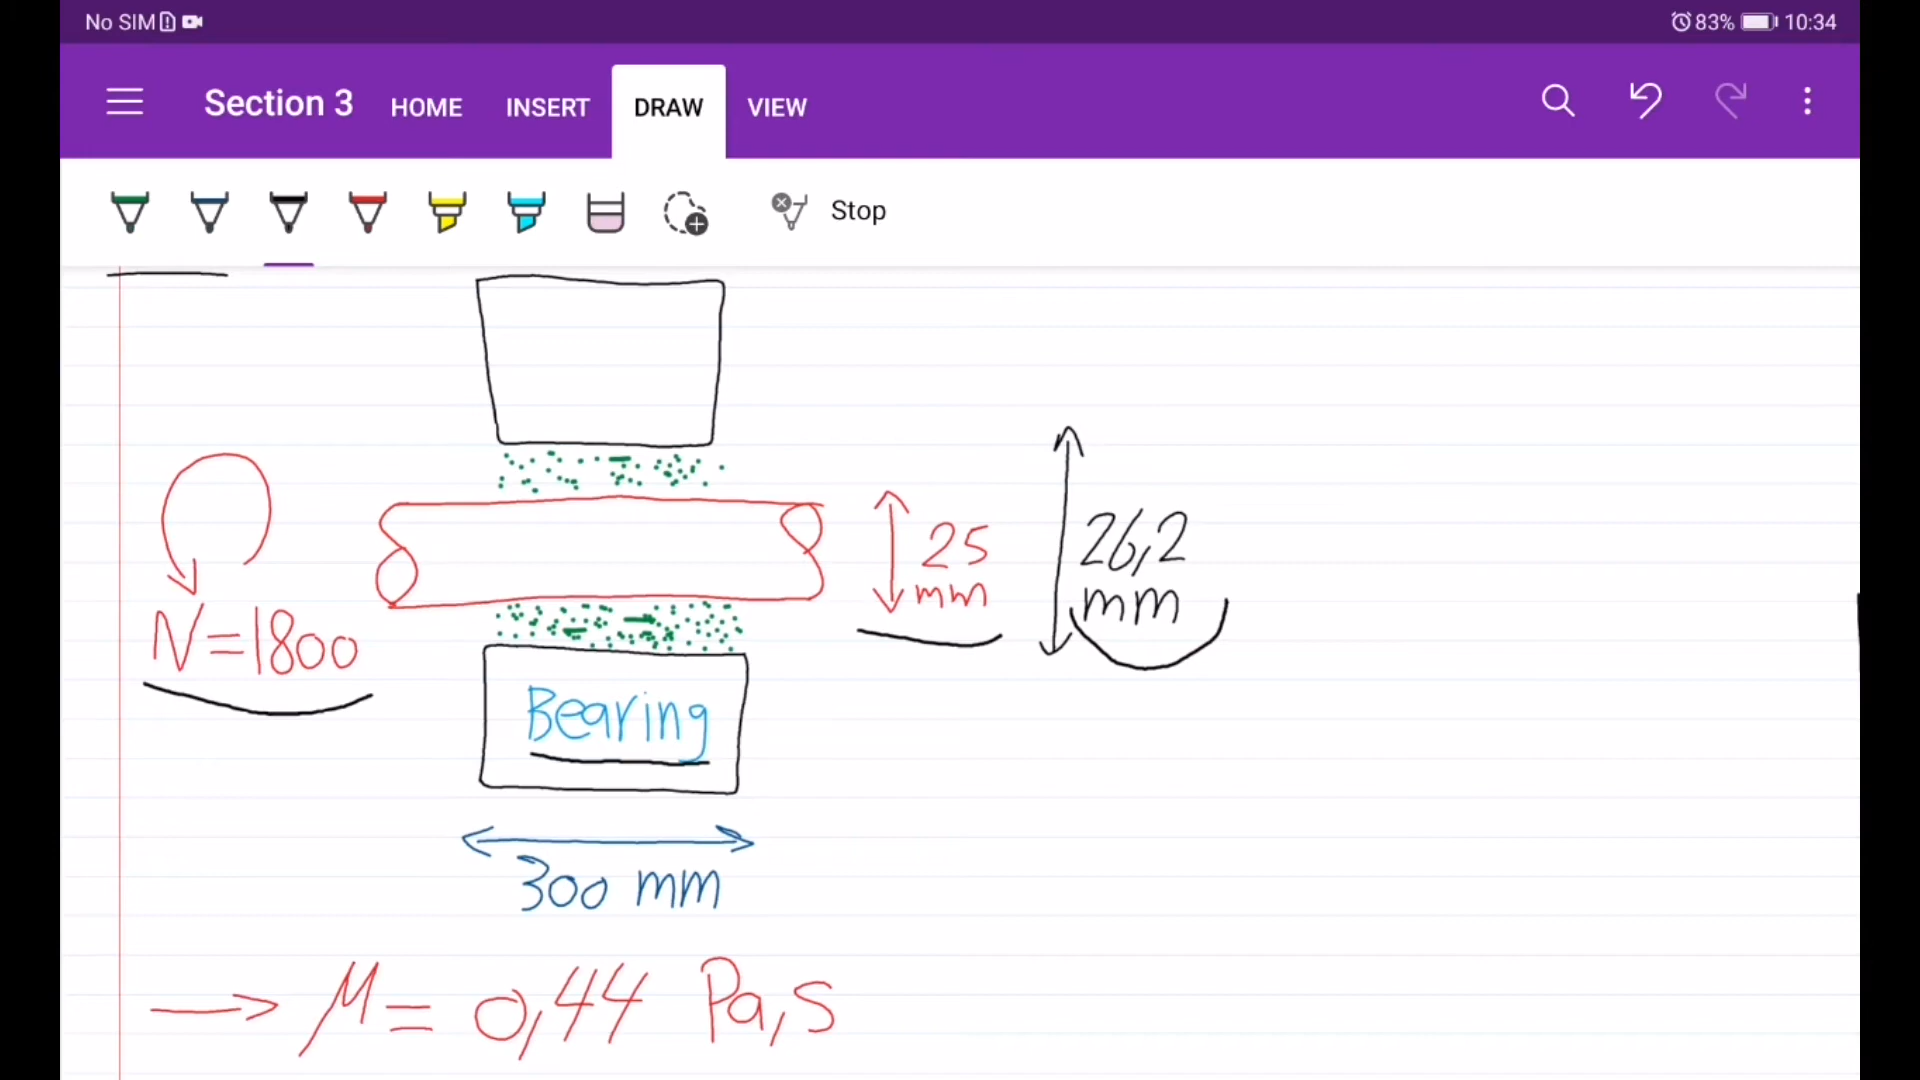 No SIM 83% 10:34
Section 3 HOME INSERT DRAW VIEW
Stop
25
mm
26,2
mm
N=1800
Bearing
300 mm
μ= 0,44 Pa,s